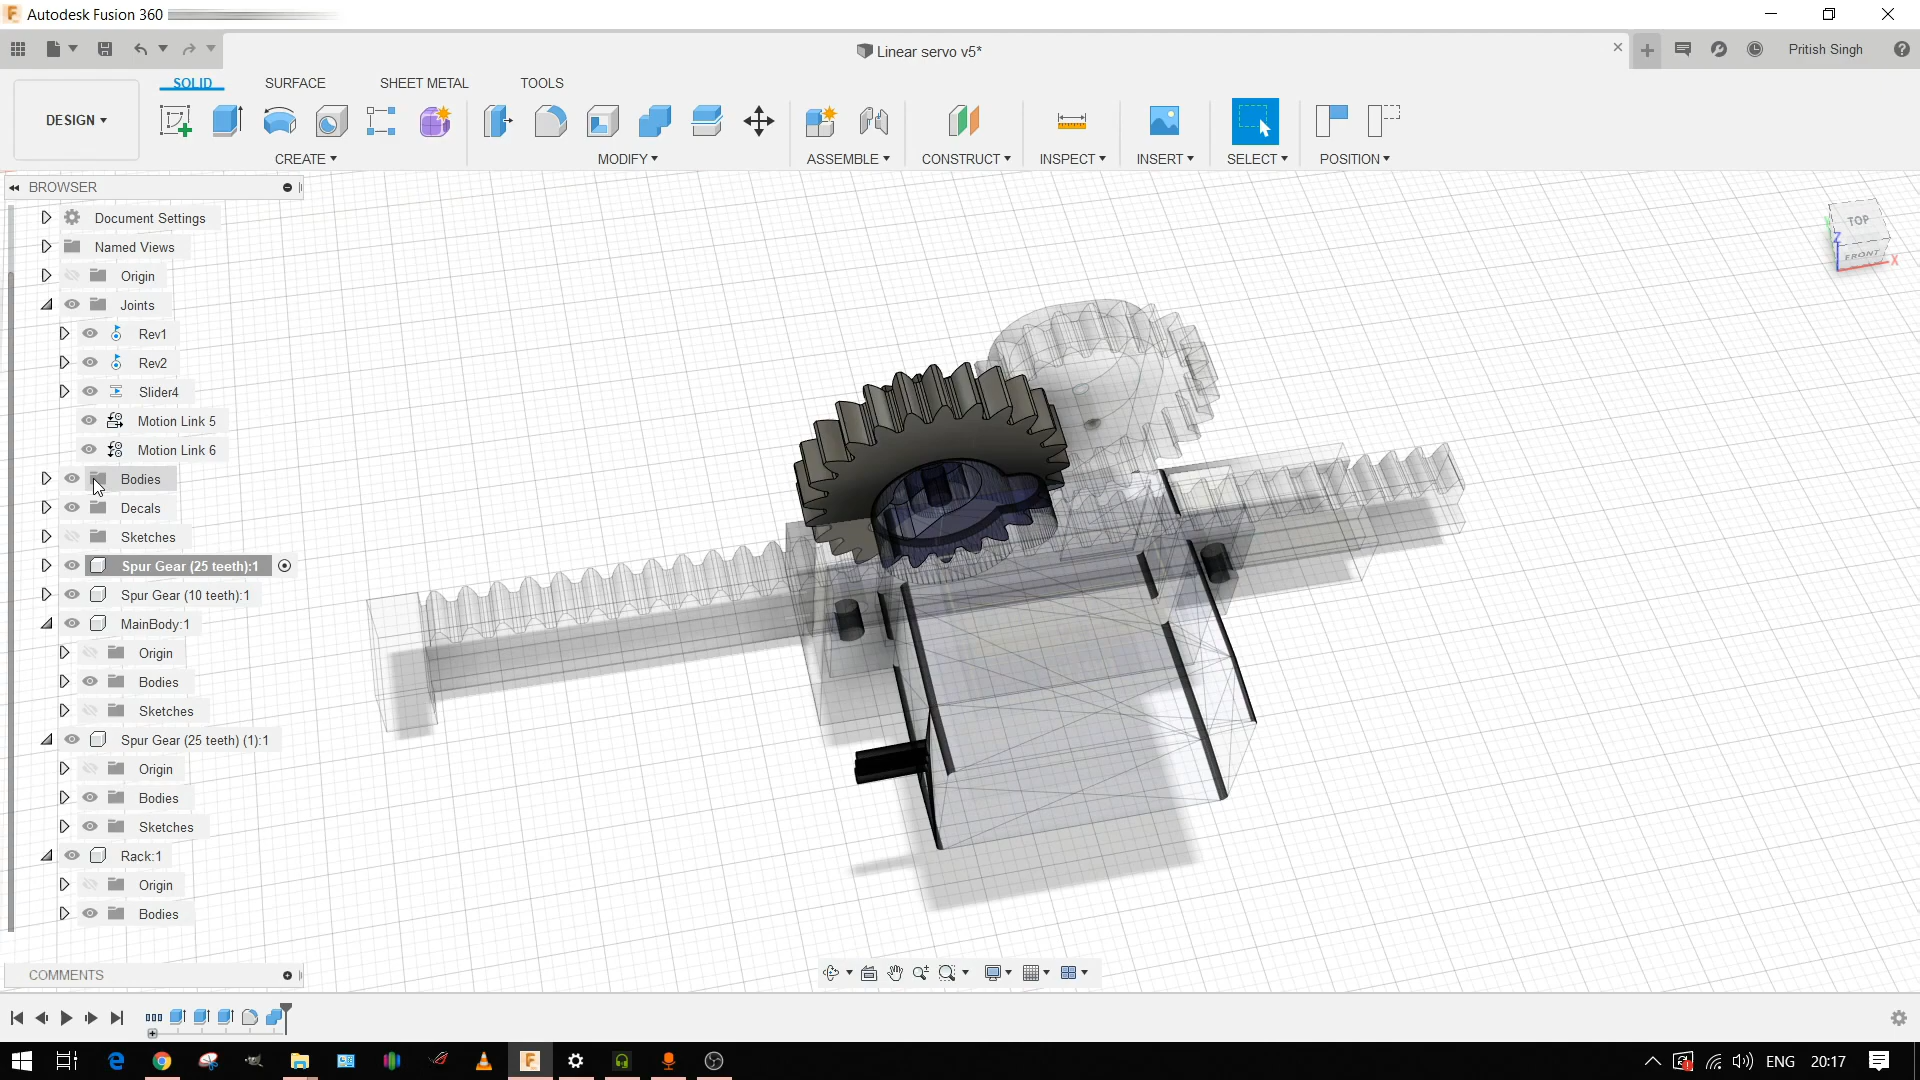 Autodesk Fusion 360
Linear servo v5*
Pritish Singh
DESIGN
SOLID
SURFACE
SHEET METAL
TOOLS
CREATE
MODIFY
ASSEMBLE
CONSTRUCT
INSPECT
INSERT
SELECT
POSITION
BROWSER
Document Settings
Named Views
Origin
Joints
Rev1
Rev2
Slider4
Motion Link 5
Motion Link 6
Bodies
Decals
Sketches
Spur Gear (25 teeth):1
Spur Gear (10 teeth):1
MainBody:1
Origin
Bodies
Sketches
Spur Gear (25 teeth) (1):1
Origin
Bodies
Sketches
Rack:1
Origin
Bodies
TOP
FRONT
Z
X
COMMENTS
ENG
20:17